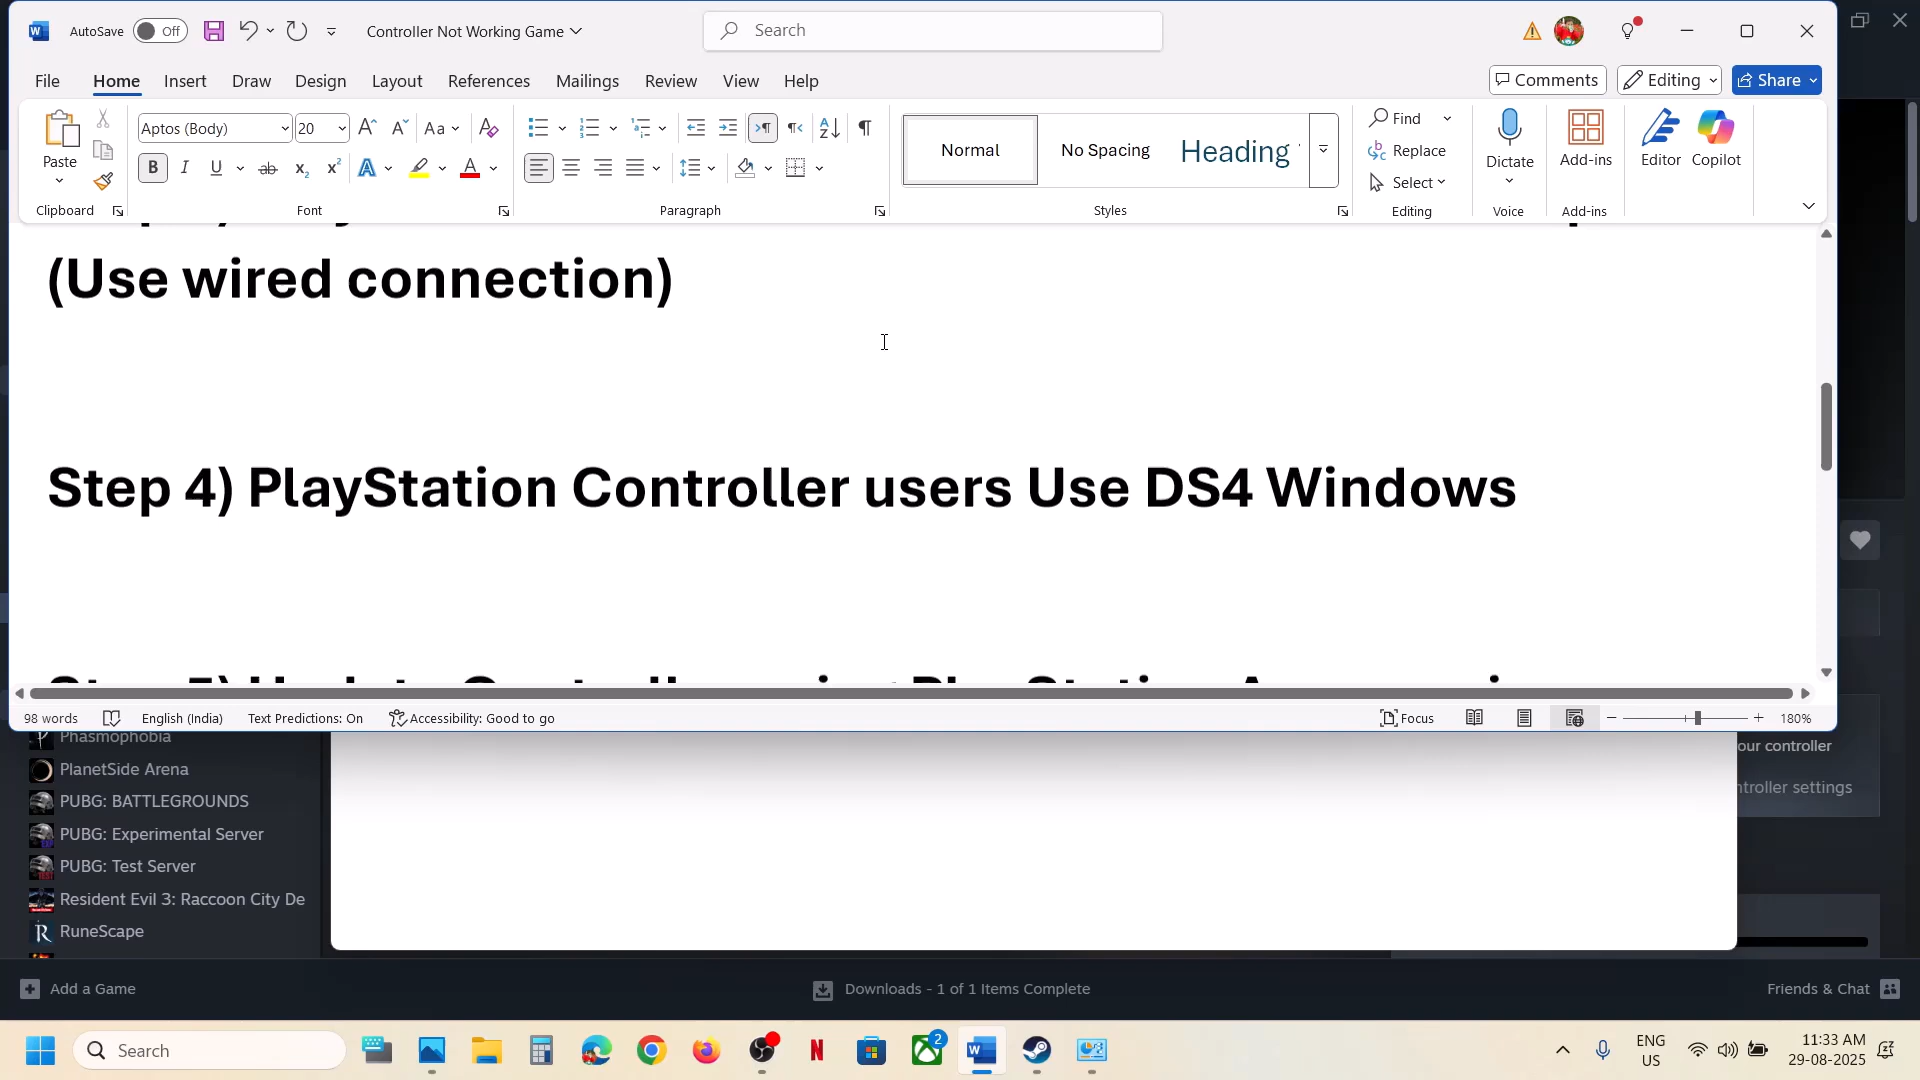 AutoSave Off
Controller Not Working Game
Search
File Home Insert Draw Design Layout References Mailings Review View Help
Comments Editing Share
Paste
Clipboard
Aptos (Body) 20
Font
Paragraph
Normal No Spacing Heading
Styles
Find
Replace
Select
Editing
Dictate
Voice
Add-ins
Add-ins
Editor Copilot
(Use wired connection)
Step 4) PlayStation Controller users Use DS4 Windows
98 words English (India) Text Predictions: On Accessibility: Good to go Focus 180%
Phasmophobia
our controller
PlanetSide Arena
ntroller settings
PUBG: BATTLEGROUNDS
PUBG: Experimental Server
PUBG: Test Server
Resident Evil 3: Raccoon City De
RuneScape
Add a Game
Downloads - 1 of 1 Items Complete
Friends & Chat
Search
2
ENG
US
11:33 AM
29-08-2025